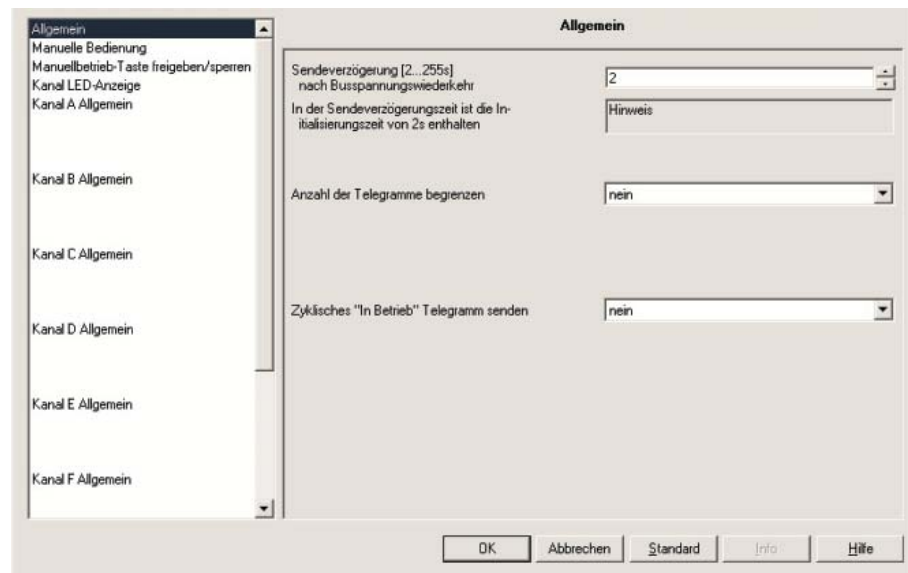 Allgemein
Manuelle Bedienung
Manuellbetrieb-Taste freigeben/sperren
Kanal LED-Anzeige
Kanal A Allgemein
Kanal B Allgemein
Kanal C Allgemein
Kanal D Allgemein
Kanal E Allgemein
Kanal F Allgemein
Allgemein
Sendeverzögerung [2...255s]
nach Busspannungswiederkehr
2
In der Sendeverzögerungszeit ist die In-
itialisierungszeit von 2s enthalten
Hinweis
Anzahl der Telegramme begrenzen
nein
Zyklisches "In Betrieb" Telegramm senden
nein
OK
Abbrechen
Standard
Info
Hilfe